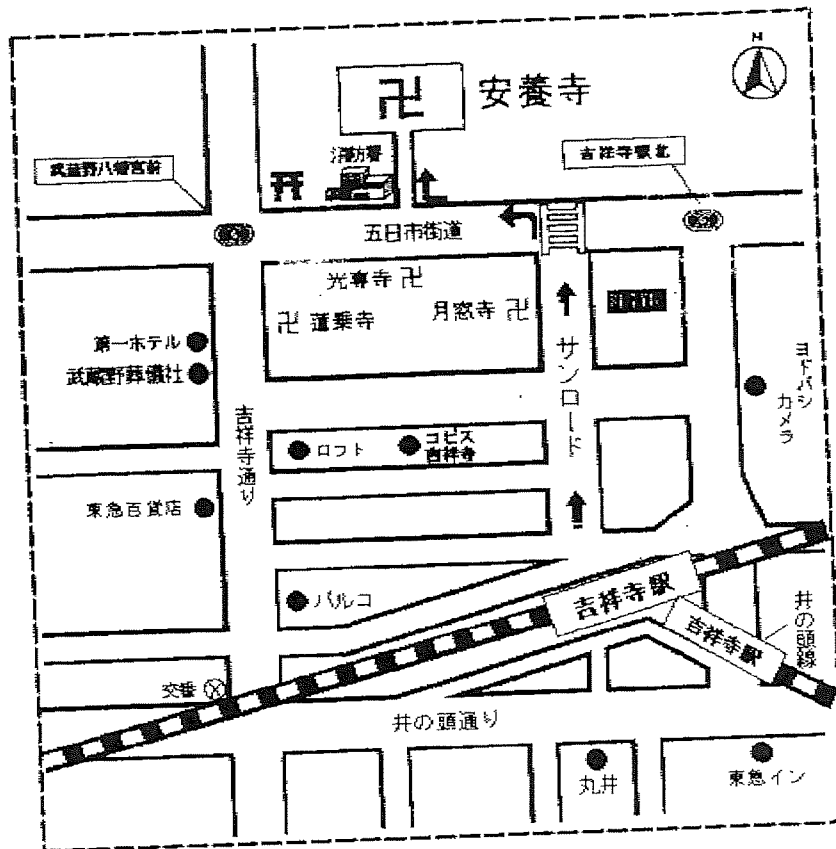 N
安養寺
消防署
武蔵野八幡宮前
吉祥寺駅北
五日市街道
光専寺 卍
卍 蓮乗寺
月窓寺 卍
第一ホテル
武蔵野葬儀社
サンロード
ヨドバシ
カメラ
吉祥寺通り
ロフト
コピス
吉祥寺
東急百貨店
パルコ
吉祥寺駅
吉祥寺駅
井の頭線
交番
井の頭通り
丸井
東急イン